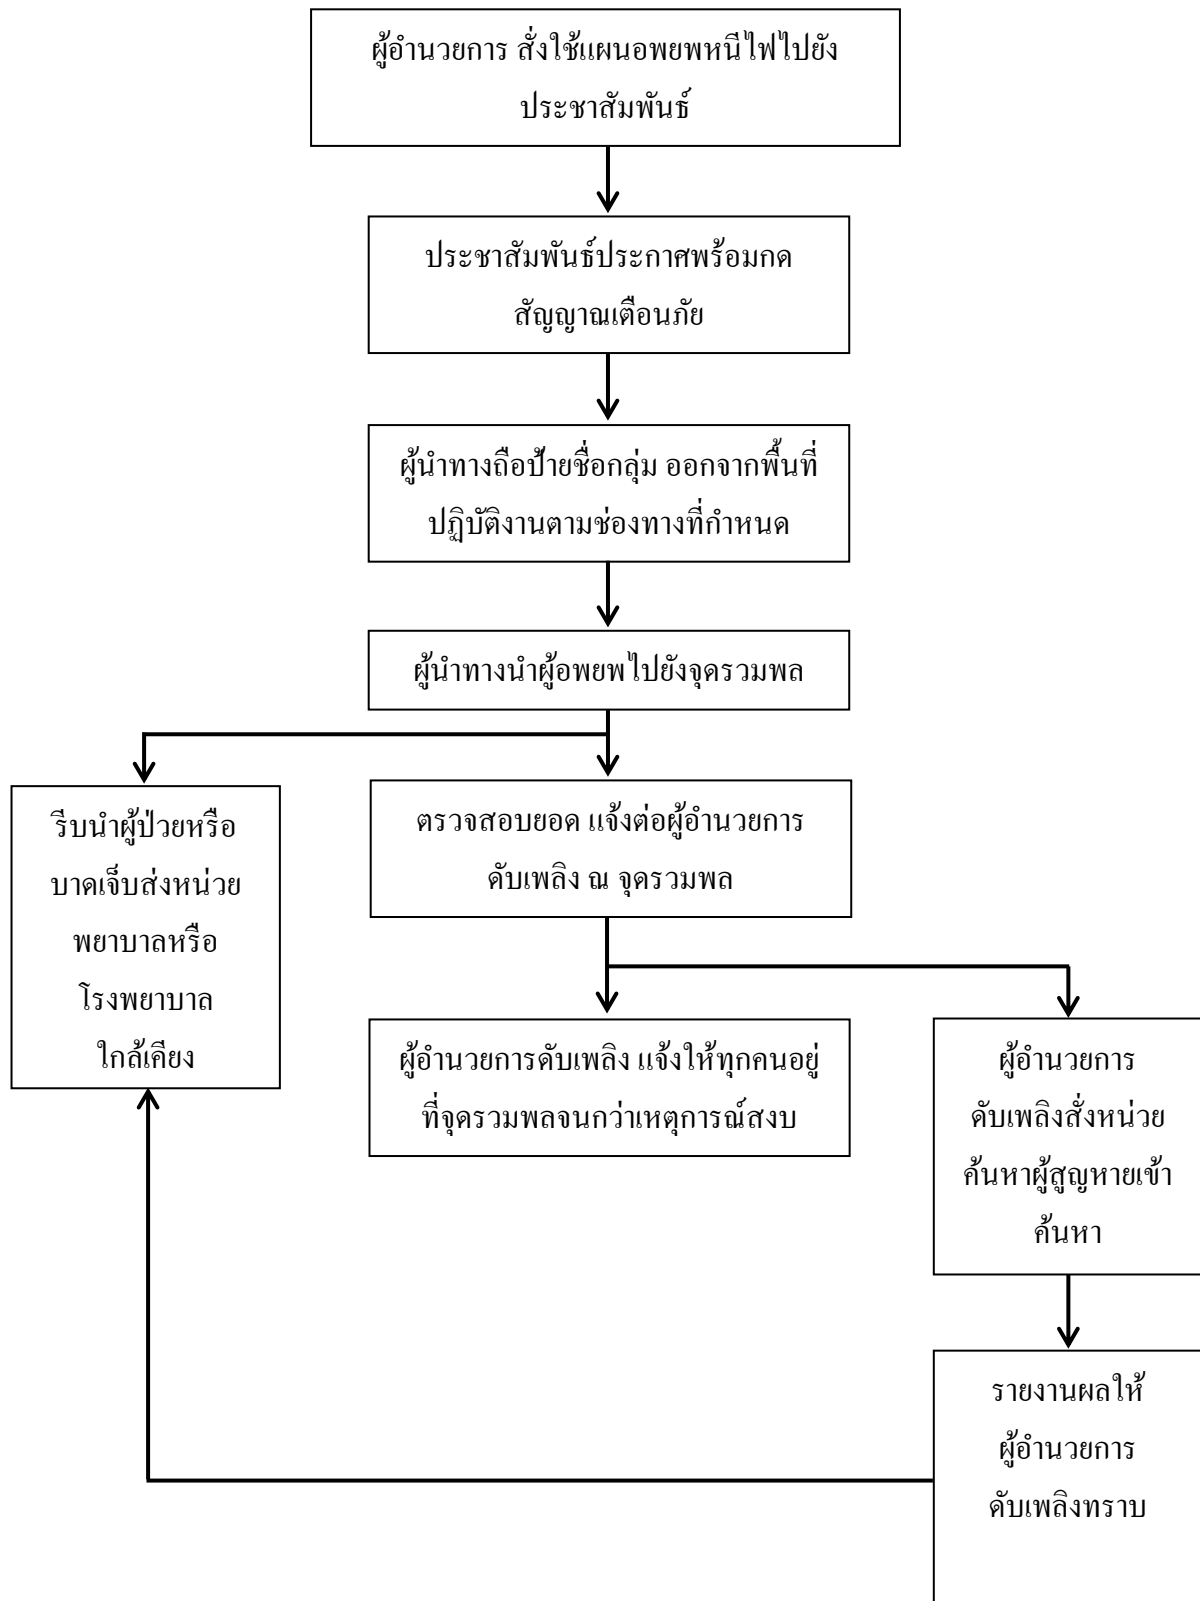 ผู้อำนวยการ สั่งใช้แผนอพยพหนีไฟไปยัง
ประชาสัมพันธ์
ประชาสัมพันธ์ประกาศพร้อมกด
สัญญาณเตือนภัย
ผู้นำทางถือป้ายชื่อกลุ่ม ออกจากพื้นที่
ปฏิบัติงานตามช่องทางที่กำหนด
ผู้นำทางนำผู้อพยพไปยังจุดรวมพล
รีบนำผู้ป่วยหรือ
บาดเจ็บส่งหน่วย
พยาบาลหรือ
โรงพยาบาล
ใกล้เคียง
ตรวจสอบยอด แจ้งต่อผู้อำนวยการ
ดับเพลิง ณ จุดรวมพล
ผู้อำนวยการดับเพลิง แจ้งให้ทุกคนอยู่
ที่จุดรวมพลจนกว่าเหตุการณ์สงบ
ผู้อำนวยการ
ดับเพลิงสั่งหน่วย
ค้นหาผู้สูญหายเข้า
ค้นหา
รายงานผลให้
ผู้อำนวยการ
ดับเพลิงทราบ